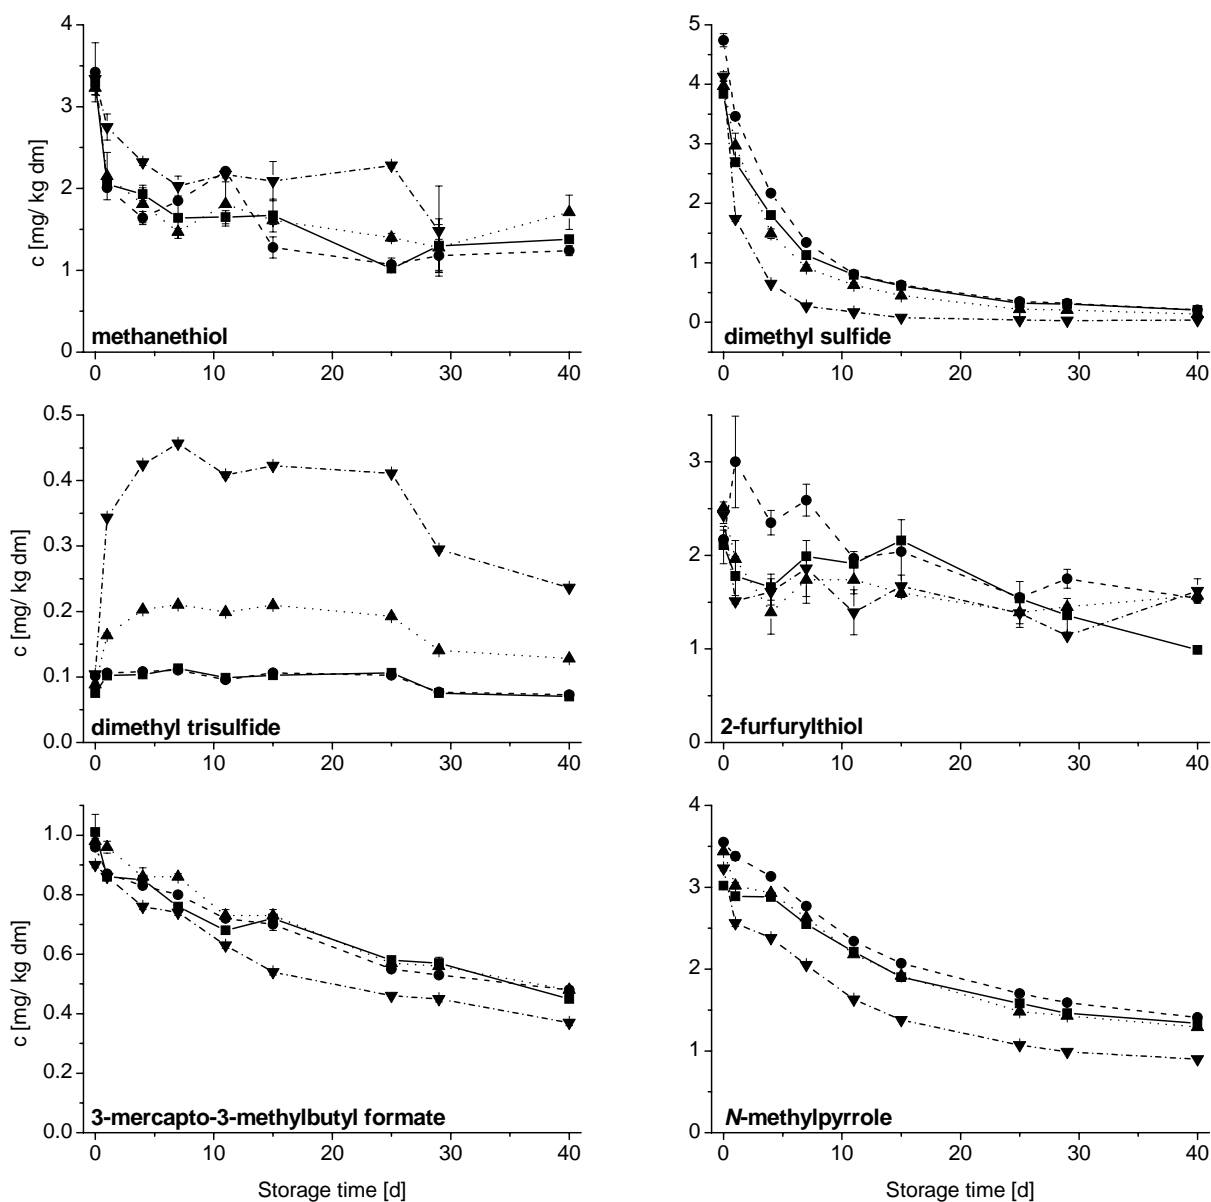 4
3
2
1
0
c [mg/ kg dm]
methanethiol
0 10 20 30 40
5
4
3
2
1
0
dimethyl sulfide
0 10 20 30 40
0.5
0.4
0.3
0.2
0.1
0.0
c [mg/ kg dm]
dimethyl trisulfide
0 10 20 30 40
3
2
1
0
2-furfurylthiol
0 10 20 30 40
1.0
0.8
0.6
0.4
0.2
0.0
c [mg/ kg dm]
3-mercapto-3-methylbutyl formate
0 10 20 30 40
Storage time [d]
4
3
2
1
0
N-methylpyrrole
0 10 20 30 40
Storage time [d]